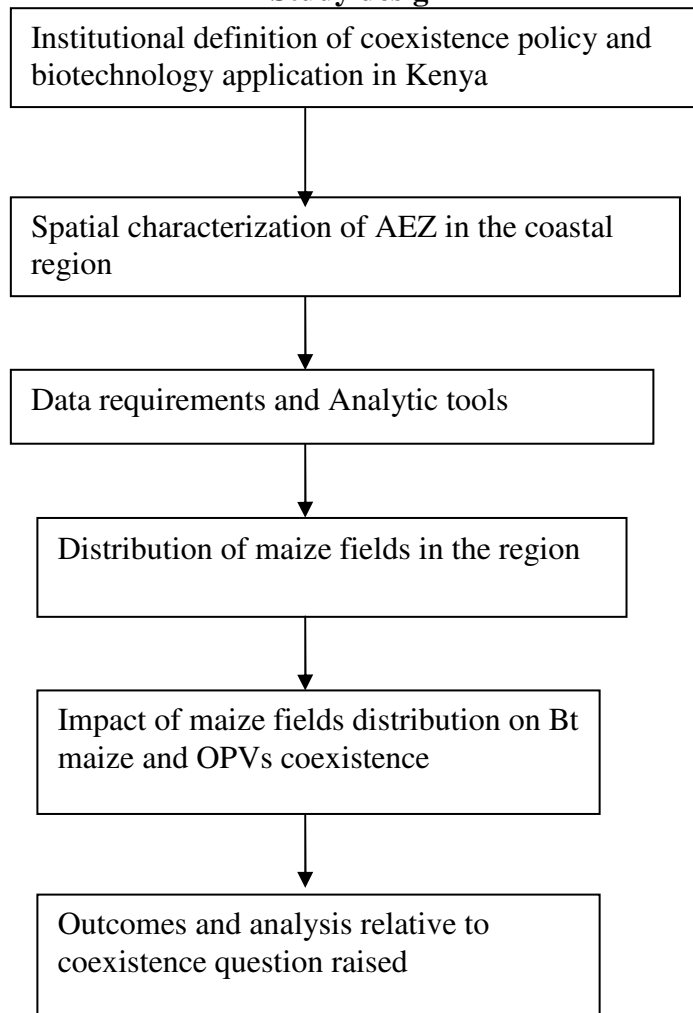 Study design
Institutional definition of coexistence policy and
biotechnology application in Kenya
Spatial characterization of AEZ in the coastal
region
Data requirements and Analytic tools
Distribution of maize fields in the region
Impact of maize fields distribution on Bt
maize and OPVs coexistence
Outcomes and analysis relative to
coexistence question raised